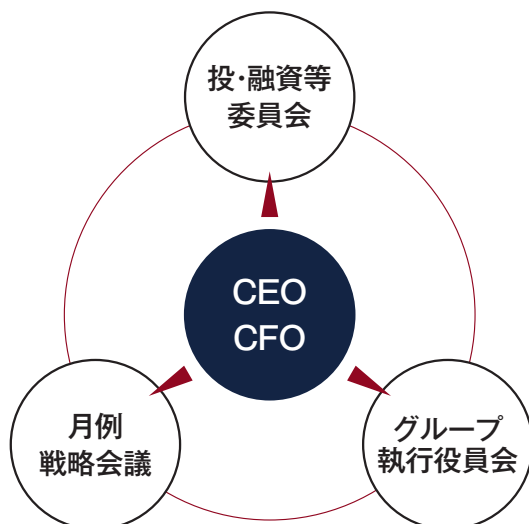 投・融資等
委員会
CEO
CFO
月例
戦略会議
グループ
執行役員会